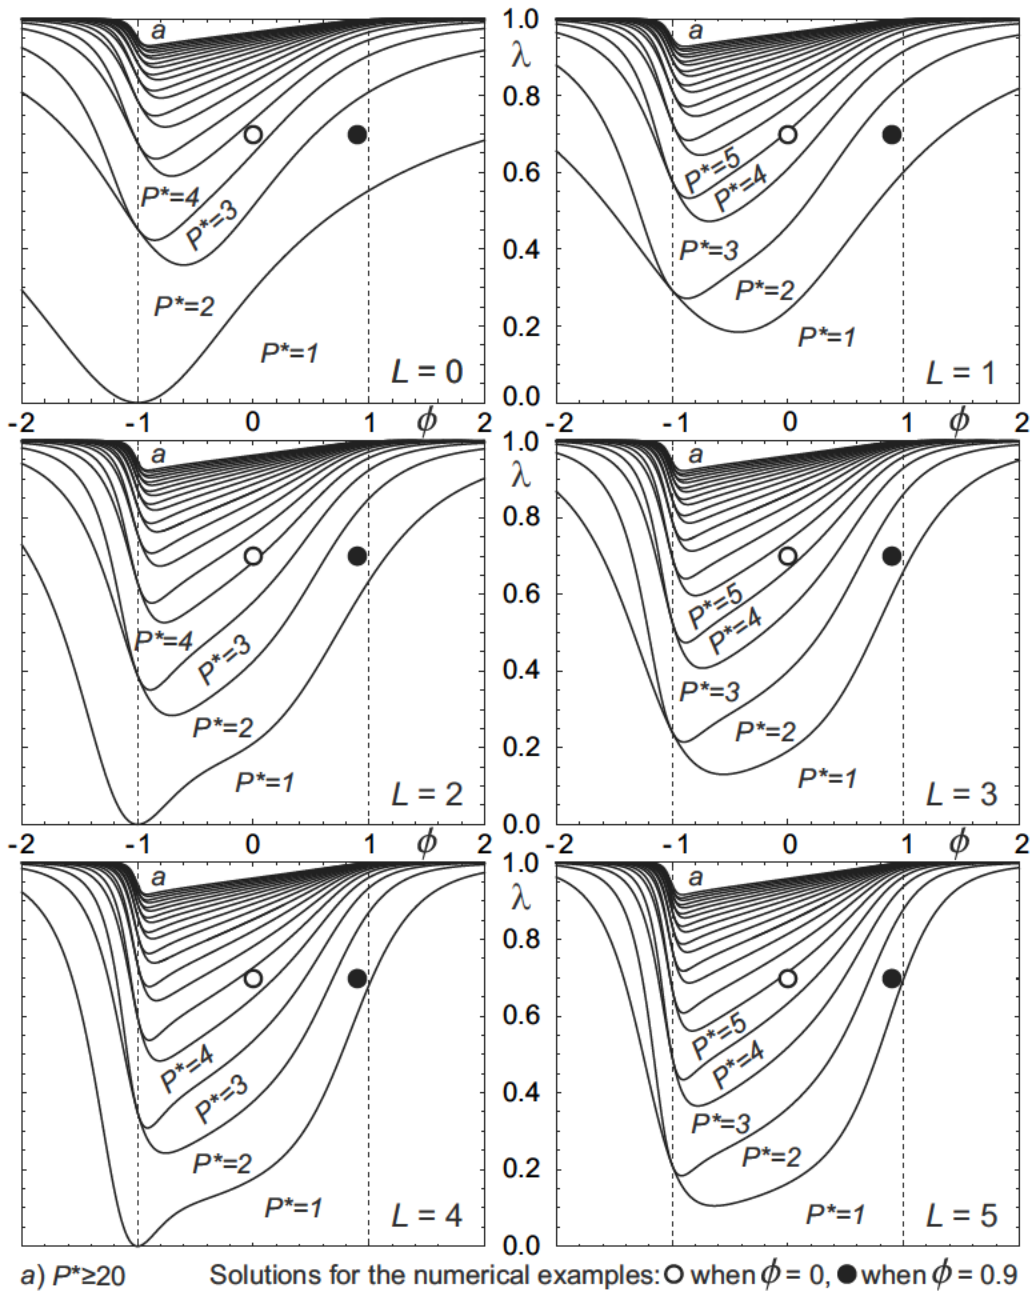 a
1.0
a
λ
λ
0.8
P*=4
P*=3
0.6
P*=5
P*=4
0.4
P*=3
P*=2
P*=2
0.2
P*=1
P*=1
L = 0
L = 1
0.0
-2 -1 0 1 ϕ 2
-2 -1 0 1 ϕ 2
a
1.0
a
λ
0.8
0.6
P*=5
P*=4
P*=4
P*=3
0.4
P*=3
P*=2
P*=2
0.2
P*=1
P*=1
L = 2
L = 3
0.0
-2 -1 0 1 ϕ 2
-2 -1 0 1 ϕ 2
a
1.0
a
λ
0.8
0.6
P*=4
P*=5
P*=3
P*=4
0.4
P*=3
P*=2
P*=2
0.2
P*=1
P*=1
L = 4
L = 5
0.0
a) P*≥20 Solutions for the numerical examples: when ϕ = 0, when ϕ = 0.9